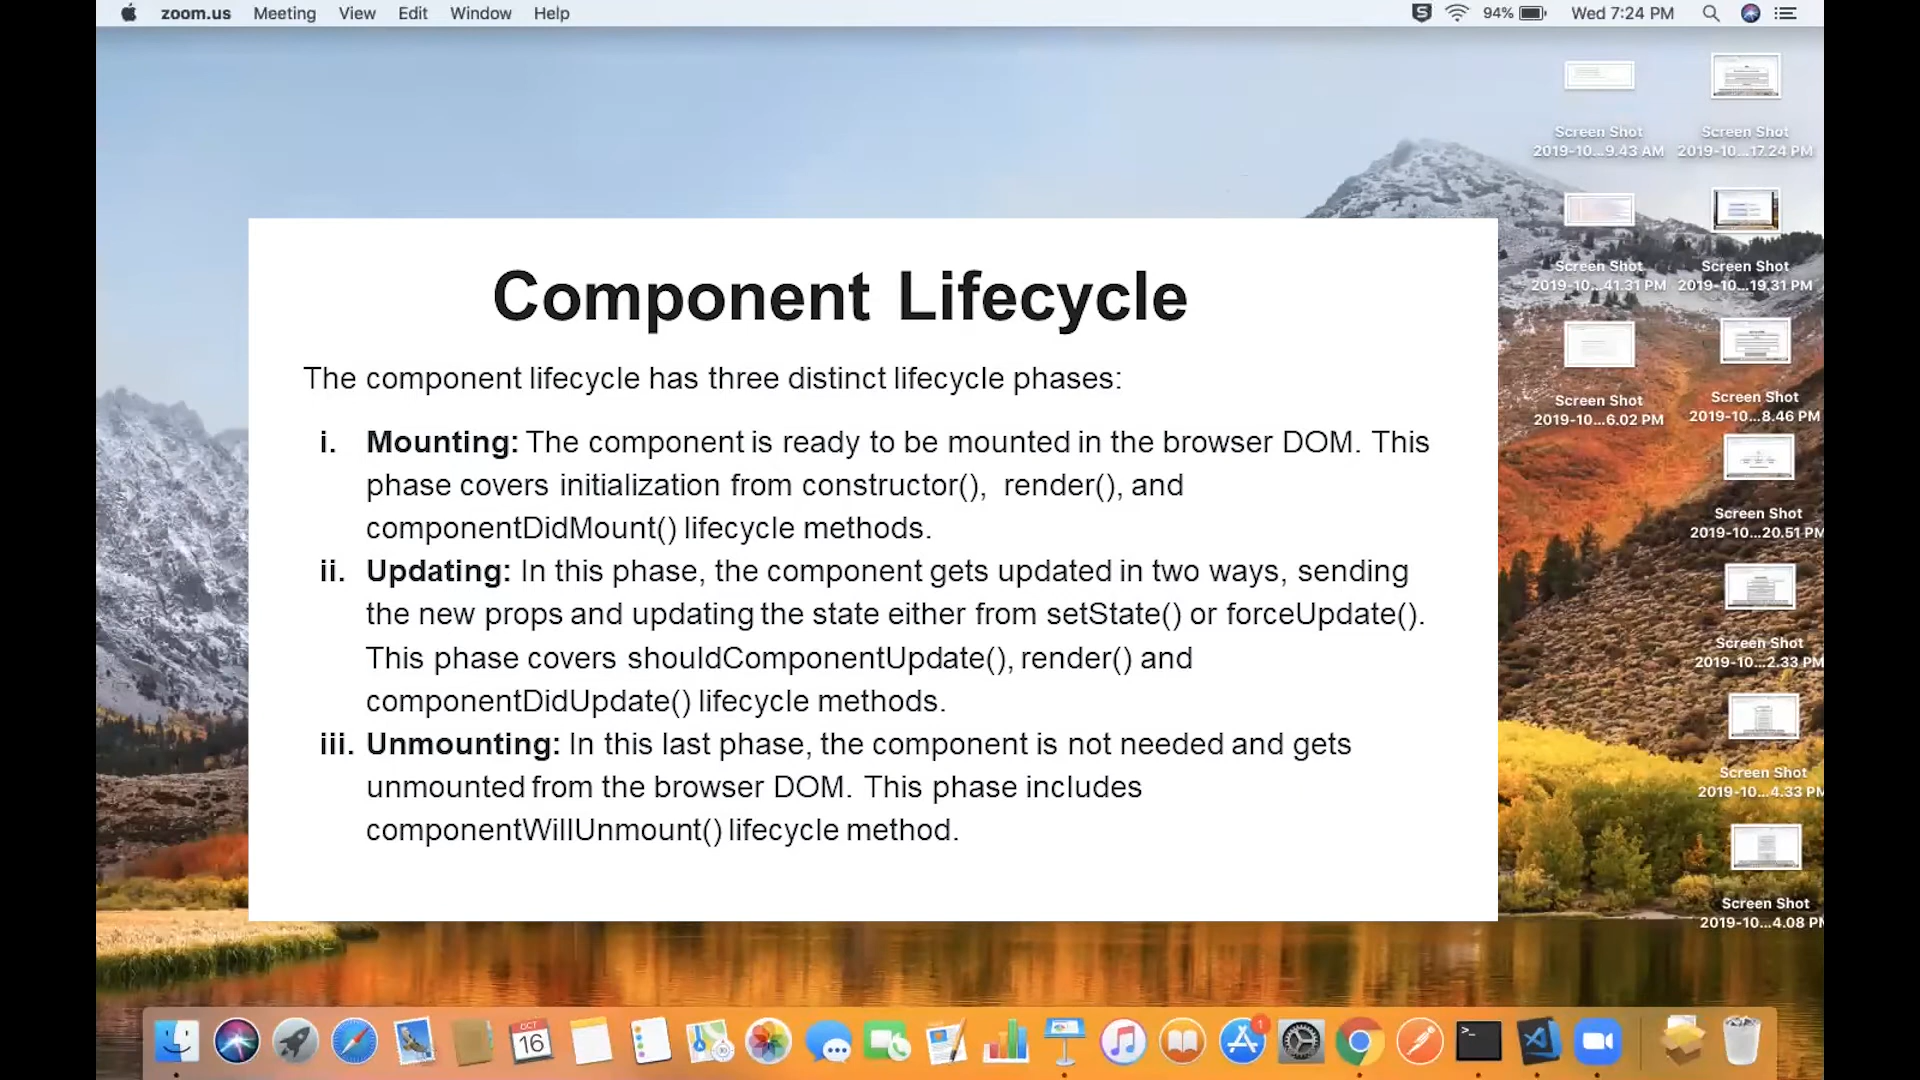 zoom.us Meeting View Edit Window Help
94% Wed 7:24 PM
Screen Shot
2019-10...9.43 AM
Screen Shot
2019-10...17.24 PM
Screen Shot
2019-10...41.31 PM
Screen Shot
2019-10...19.31 PM
Screen Shot
2019-10...6.02 PM
Screen Shot
2019-10...8.46 PM
Screen Shot
2019-10...20.51 PM
Screen Shot
2019-10...2.33 PM
Screen Shot
2019-10...4.33 PM
Screen Shot
2019-10...4.08 PM
Component Lifecycle
The component lifecycle has three distinct lifecycle phases:
i. Mounting: The component is ready to be mounted in the browser DOM. This
phase covers initialization from constructor(), render(), and
componentDidMount() lifecycle methods.
ii. Updating: In this phase, the component gets updated in two ways, sending
the new props and updating the state either from setState() or forceUpdate().
This phase covers shouldComponentUpdate(), render() and
componentDidUpdate() lifecycle methods.
iii. Unmounting: In this last phase, the component is not needed and gets
unmounted from the browser DOM. This phase includes
componentWillUnmount() lifecycle method.
OCT
16
1